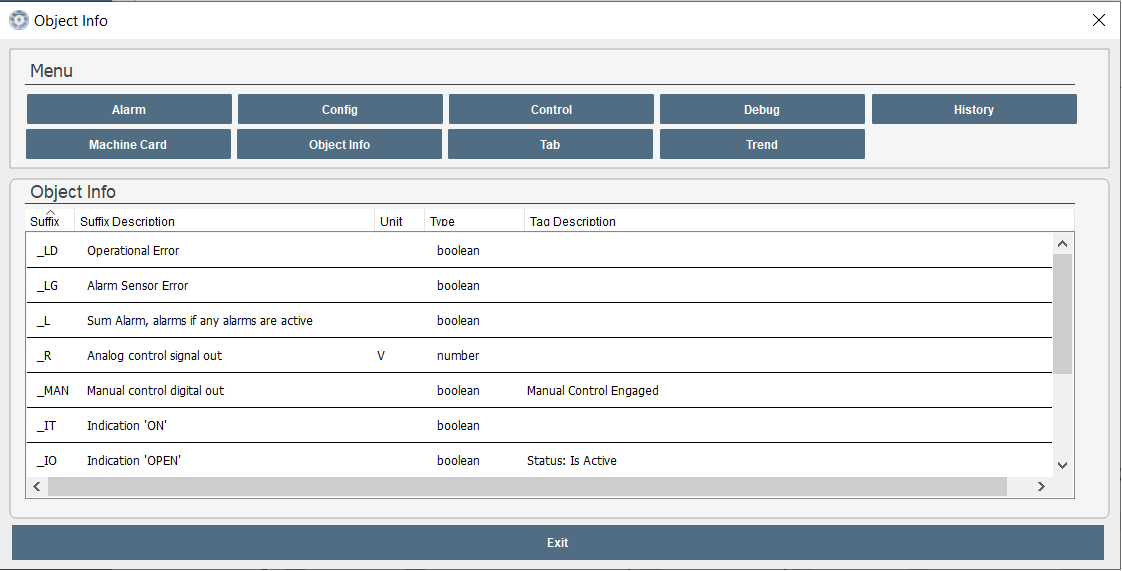 Object Info
Menu
Alarm Config Control Debug History
Machine Card Object Info Tab Trend
Object Info
Suffix Suffix Description Unit Type Tag Description
_LD Operational Error boolean
_LG Alarm Sensor Error boolean
_L Sum Alarm, alarms if any alarms are active boolean
_R Analog control signal out V number
_MAN Manual control digital out boolean Manual Control Engaged
_IT Indication 'ON' boolean
_IO Indication 'OPEN' boolean Status: Is Active
Exit